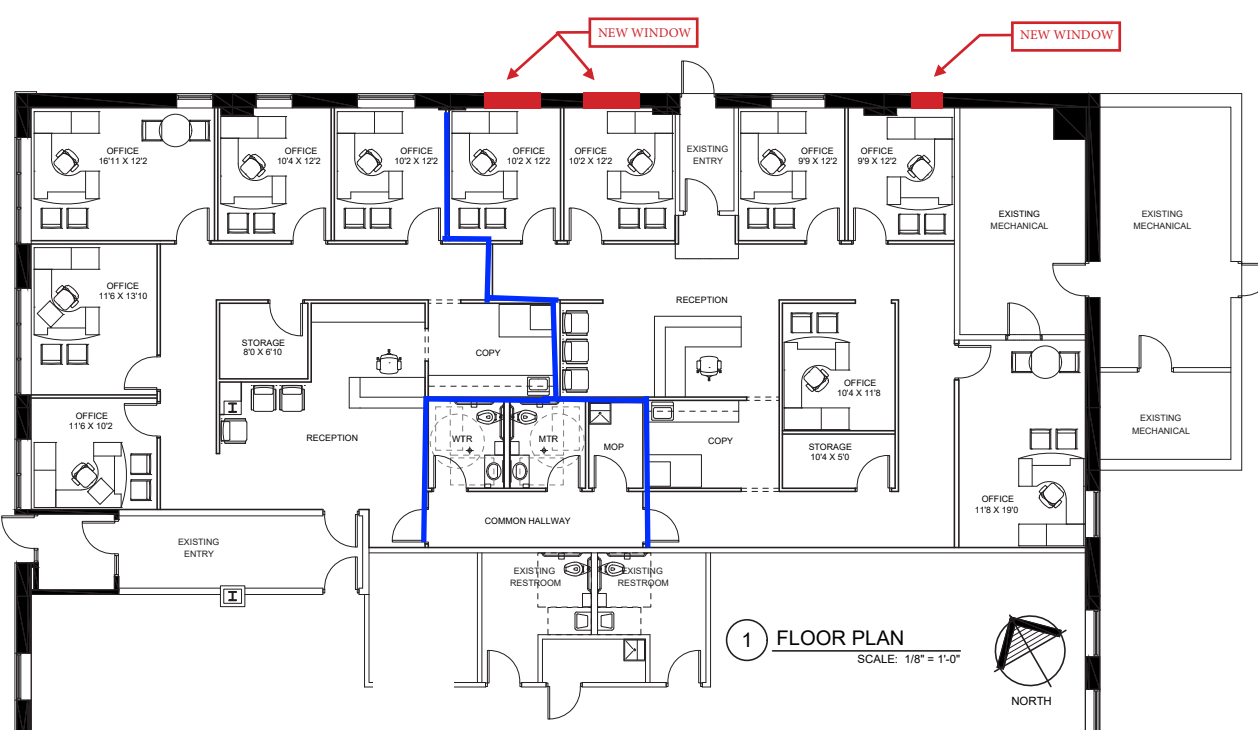 NEW WINDOW
NEW WINDOW
OFFICE
16'11 X 12'2
OFFICE
10'4 X 12'2
OFFICE
10'2 X 12'2
OFFICE
10'2 X 12'2
OFFICE
10'2 X 12'2
EXISTING
ENTRY
OFFICE
9'9 X 12'2
OFFICE
9'9 X 12'2
EXISTING
MECHANICAL
EXISTING
MECHANICAL
OFFICE
11'6 X 13'10
STORAGE
8'0 X 6'10
COPY
RECEPTION
OFFICE
10'4 X 11'8
OFFICE
11'6 X 10'2
RECEPTION
WTR
MTR
MOP
COPY
STORAGE
10'4 X 5'0
EXISTING
MECHANICAL
OFFICE
11'8 X 19'0
COMMON HALLWAY
EXISTING
ENTRY
EXISTING
RESTROOM
EXISTING
RESTROOM
1
FLOOR PLAN
SCALE: 1/8" = 1'-0"
NORTH